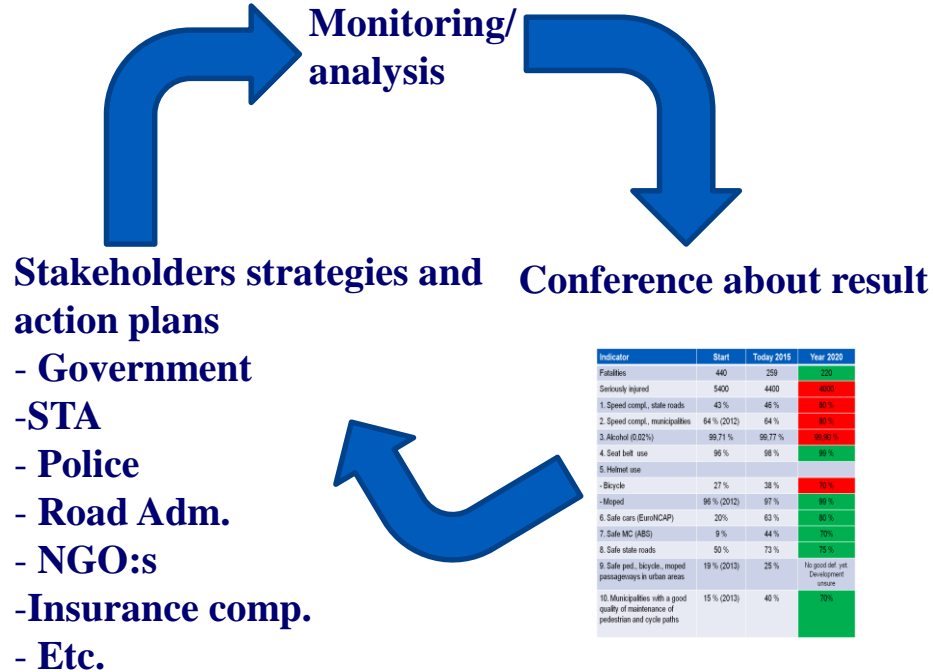 Monitoring/
analysis
Stakeholders strategies and
action plans
- Government
-STA
- Police
- Road Adm.
- NGO:s
-Insurance comp.
- Etc.
Conference about result
Indicator Start Today 2015 Year 2020
Fatalities 440 259 220
Seriously injured 5400 4400 4000
1. Speed compl., state roads 43 % 46 % 80 %
2. Speed compl., municipalities 64 % (2012) 64 % 80 %
3. Alcohol (0,02%) 99,71 % 99,77 % 99,90 %
4. Seat belt use 96 % 98 % 99 %
5. Helmet use
- Bicycle 27 % 38 % 70 %
- Moped 96 % (2012) 97 % 99 %
6. Safe cars (EuroNCAP) 20% 63 % 80 %
7. Safe MC (ABS) 9 % 44 % 70%
8. Safe state roads 50 % 73 % 75 %
9. Safe ped., bicycle., moped
passageways in urban areas 19 % (2013) 25 % No good def. yet.
Development
unsure
10. Municipalities with a good
quality of maintenance of
pedestrian and cycle paths 15 % (2013) 40 % 70%